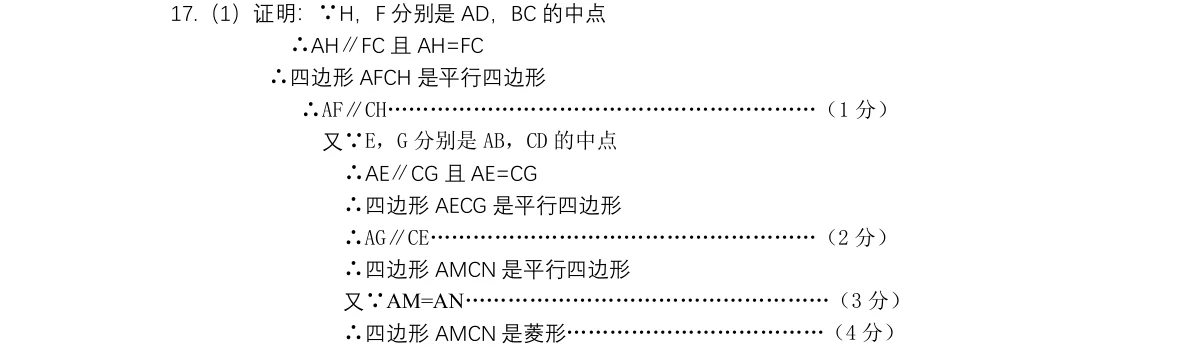 17.（1）证明：∵H，F 分别是 AD，BC 的中点
∴AH∥FC 且 AH=FC
∴四边形 AFCH 是平行四边形
∴AF∥CH……………………………………………………（1 分）
又∵E，G 分别是 AB，CD 的中点
∴AE∥CG 且 AE=CG
∴四边形 AECG 是平行四边形
∴AG∥CE………………………………………………（2 分）
∴四边形 AMCN 是平行四边形
又∵AM=AN……………………………………………（3 分）
∴四边形 AMCN 是菱形………………………………（4 分）